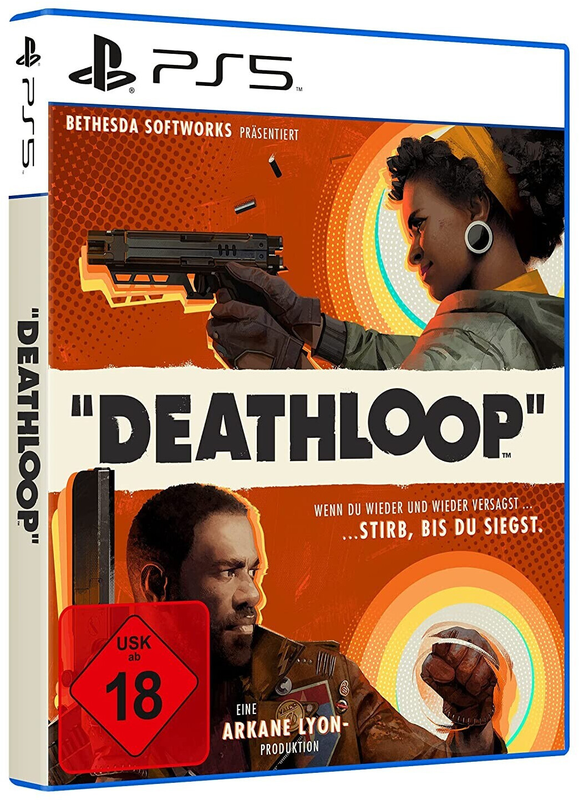 PS5
PS5
"DEATHLOOP"
BETHESDA SOFTWORKS PRÄSENTIERT
"DEATHLOOP"
TM
WENN DU WIEDER UND WIEDER VERSAGST ...
...STIRB, BIS DU SIEGST.
USK
ab
18
EINE
ARKANE LYON-
PRODUKTION